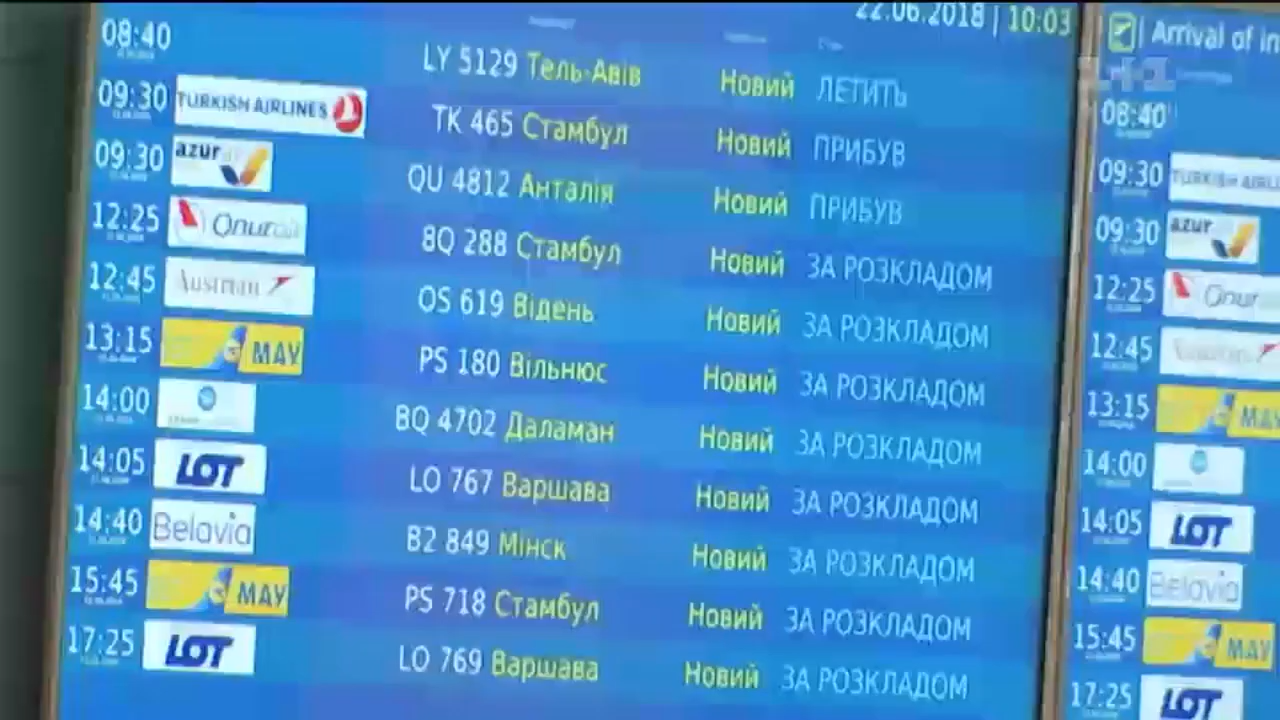 22.06.2018 | 10:03
08:40 LY 5129 Тель-Авів Новий ЛЕТИТЬ
09:30 TURKISH AIRLINES TK 465 Стамбул Новий ПРИБУВ
09:30 azur QU 4812 Анталія Новий ПРИБУВ
12:25 Onurair 8Q 288 Стамбул Новий ЗА РОЗКЛАДОМ
12:45 Austrian OS 619 Відень Новий ЗА РОЗКЛАДОМ
13:15 МАУ PS 180 Вільнюс Новий ЗА РОЗКЛАДОМ
14:00 BQ 4702 Даламан Новий ЗА РОЗКЛАДОМ
14:05 LOT LO 767 Варшава Новий ЗА РОЗКЛАДОМ
14:40 Belavia B2 849 Мінск Новий ЗА РОЗКЛАДОМ
15:45 МАУ PS 718 Стамбул Новий ЗА РОЗКЛАДОМ
17:25 LOT LO 769 Варшава Новий ЗА РОЗКЛАДОМ
Arrival of in
1+1
08:40
09:30 TURKISH AIRLI
09:30 azur
12:25 Onur
12:45 Austrian
13:15 МАУ
14:00
14:05 LOT
14:40 Belavia
15:45 МАУ
17:25 LOT